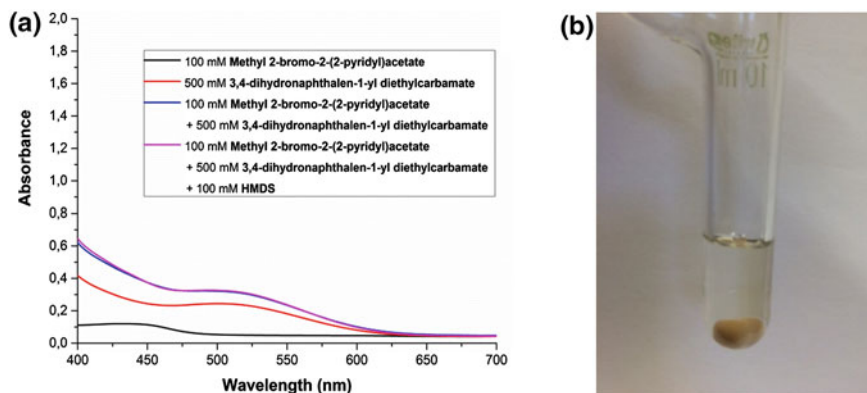 (a)
2,0
1,8
1,6
1,4
1,2
1,0
0,8
0,6
0,4
0,2
0,0
Absorbance
100 mM Methyl 2-bromo-2-(2-pyridyl)acetate
500 mM 3,4-dihydronaphthalen-1-yl diethylcarbamate
100 mM Methyl 2-bromo-2-(2-pyridyl)acetate
+ 500 mM 3,4-dihydronaphthalen-1-yl diethylcarbamate
100 mM Methyl 2-bromo-2-(2-pyridyl)acetate
+ 500 mM 3,4-dihydronaphthalen-1-yl diethylcarbamate
+ 100 mM HMDS
400 450 500 550 600 650 700
Wavelength (nm)
(b)
10 ml